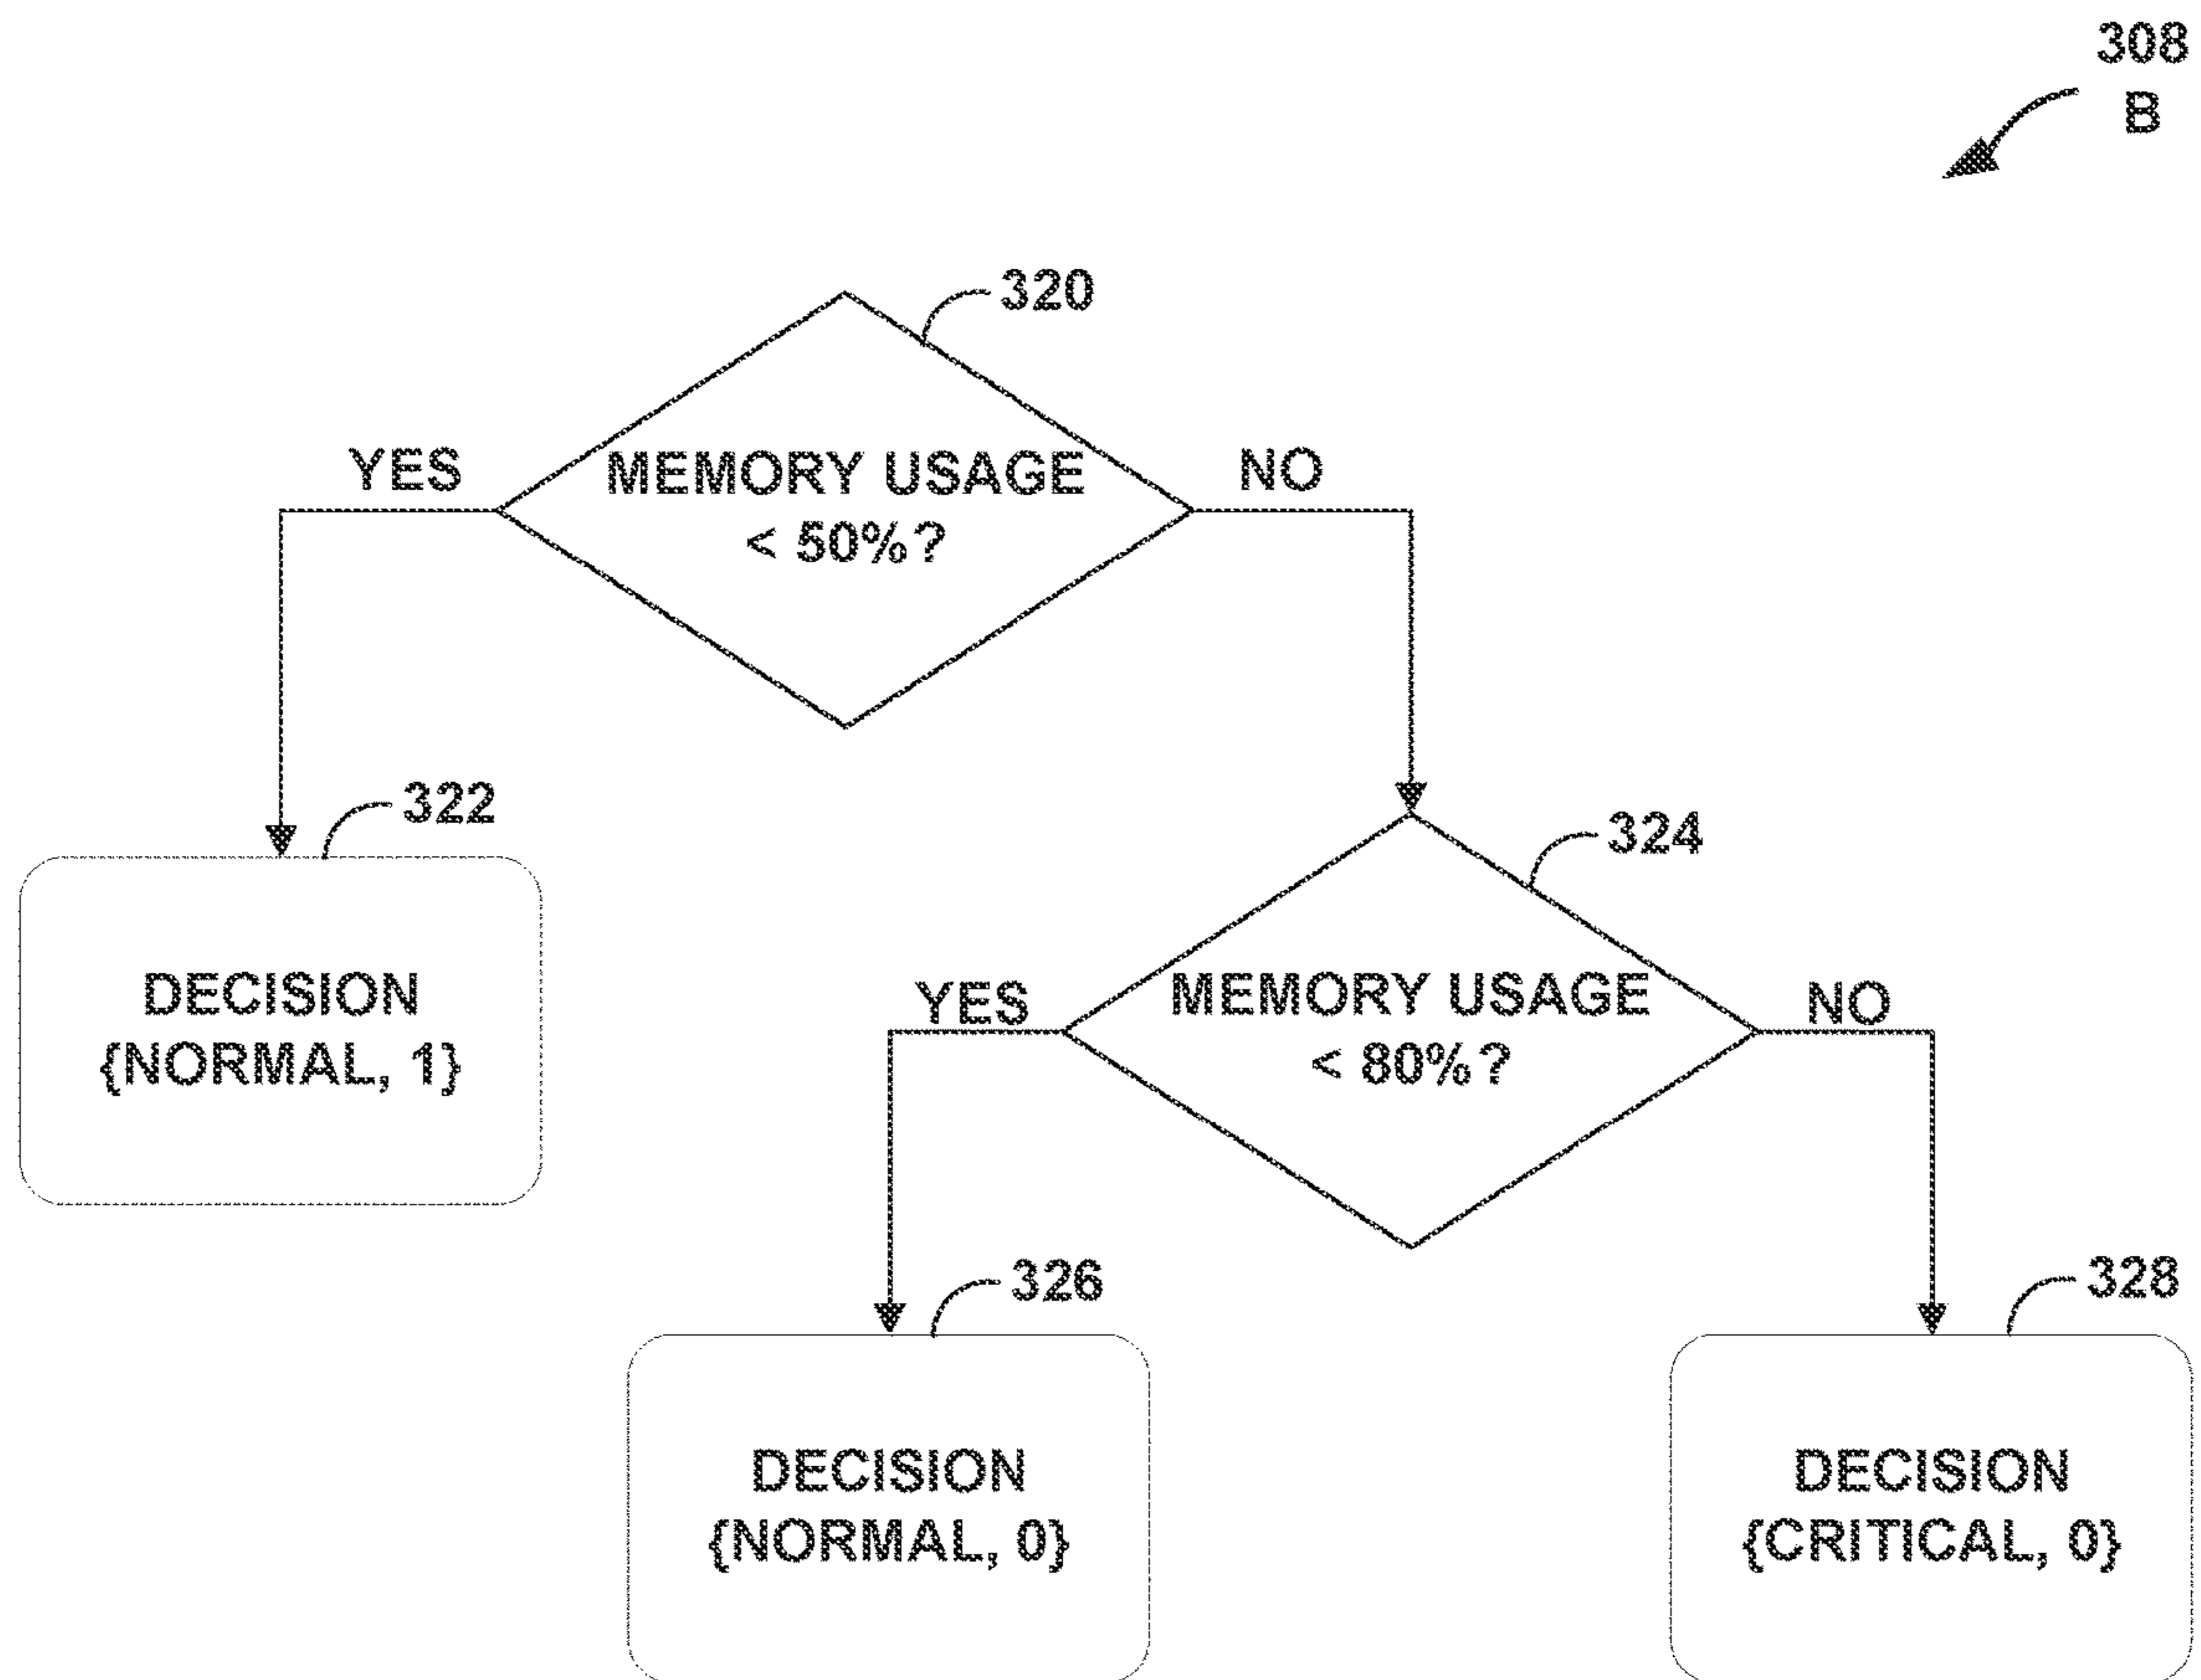 308
B
320
YES
MEMORY USAGE
< 50%?
NO
322
DECISION
{NORMAL, 1}
324
YES
MEMORY USAGE
< 80%?
NO
326
DECISION
{NORMAL, 0}
328
DECISION
{CRITICAL, 0}